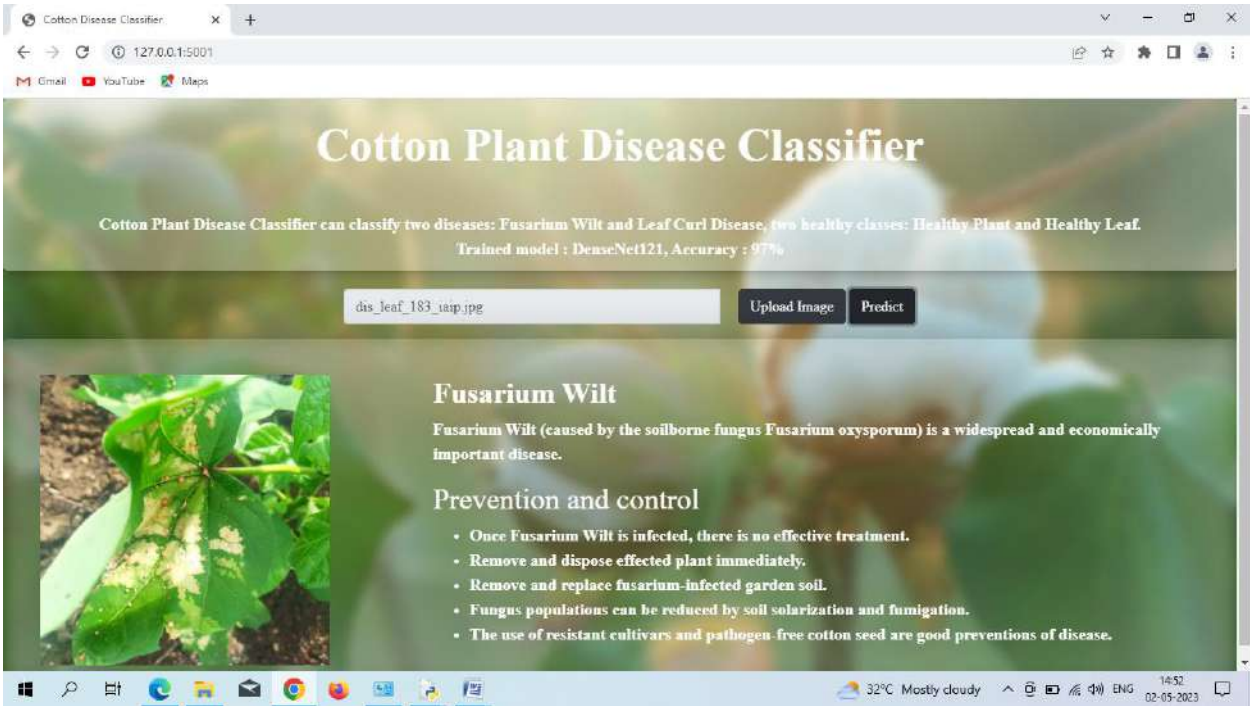 Cotton Disease Classifier
127.0.0.1:5001
Gmail YouTube Maps
Cotton Plant Disease Classifier
Cotton Plant Disease Classifier can classify two diseases: Fusarium Wilt and Leaf Curl Disease, two healthy classes: Healthy Plant and Healthy Leaf.
Trained model : DenseNet121, Accuracy : 97%
dis_leaf_183_iaip.jpg Upload Image Predict
Fusarium Wilt
Fusarium Wilt (caused by the soilborne fungus Fusarium oxysporum) is a widespread and economically
important disease.
Prevention and control
• Once Fusarium Wilt is infected, there is no effective treatment.
• Remove and dispose effected plant immediately.
• Remove and replace fusarium-infected garden soil.
• Fungus populations can be reduced by soil solarization and fumigation.
• The use of resistant cultivars and pathogen-free cotton seed are good preventions of disease.
32°C Mostly cloudy ENG 14:52
02-05-2023